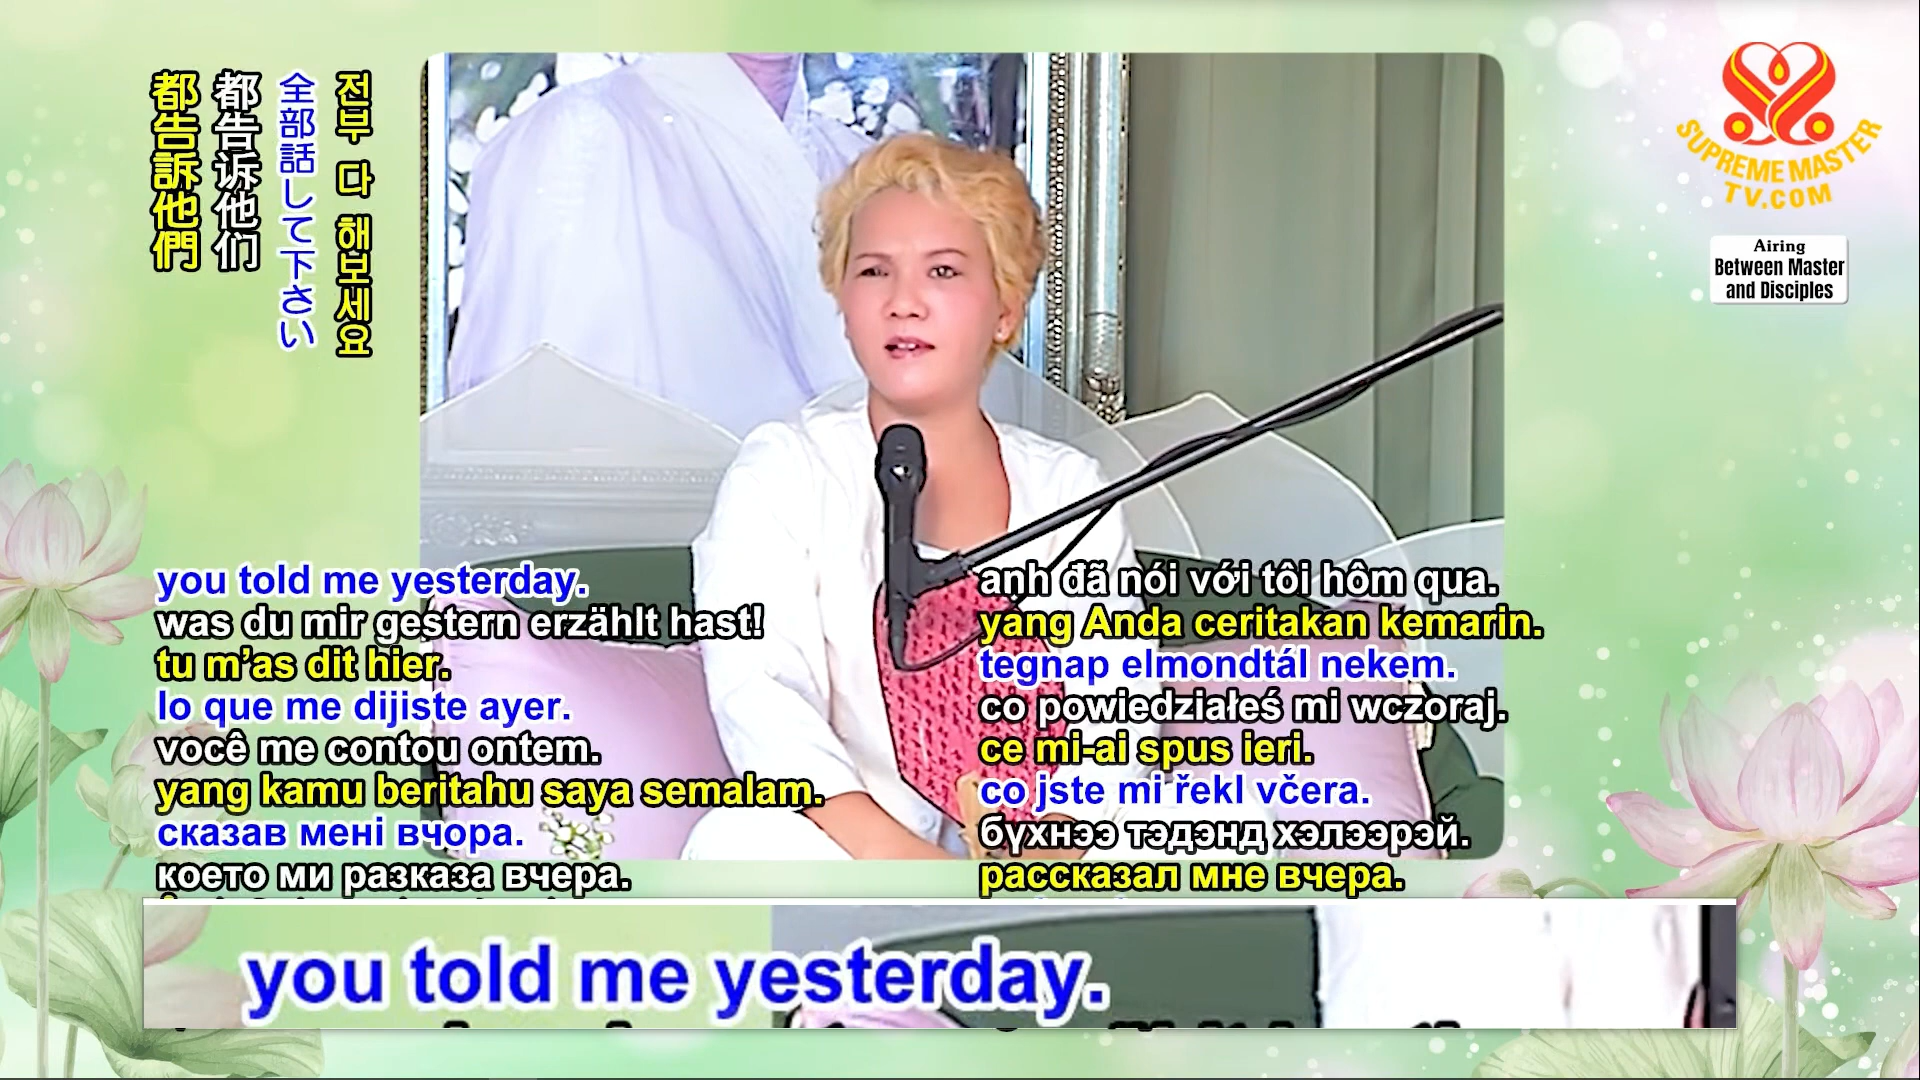 都告訴他們
都告诉他们
全部話して下さい
전부 다 해보세요
SUPREME MASTER
TV.COM
Airing
Between Master
and Disciples
you told me yesterday.
was du mir gestern erzählt hast!
tu m’as dit hier.
lo que me dijiste ayer.
você me contou ontem.
yang kamu beritahu saya semalam.
сказав мені вчора.
което ми разказа вчера.
anh đã nói với tôi hôm qua.
yang Anda ceritakan kemarin.
tegnap elmondtál nekem.
co powiedziałeś mi wczoraj.
ce mi-ai spus ieri.
co jste mi řekl včera.
бүхнээ тэдэнд хэлээрэй.
рассказал мне вчера.
you told me yesterday.